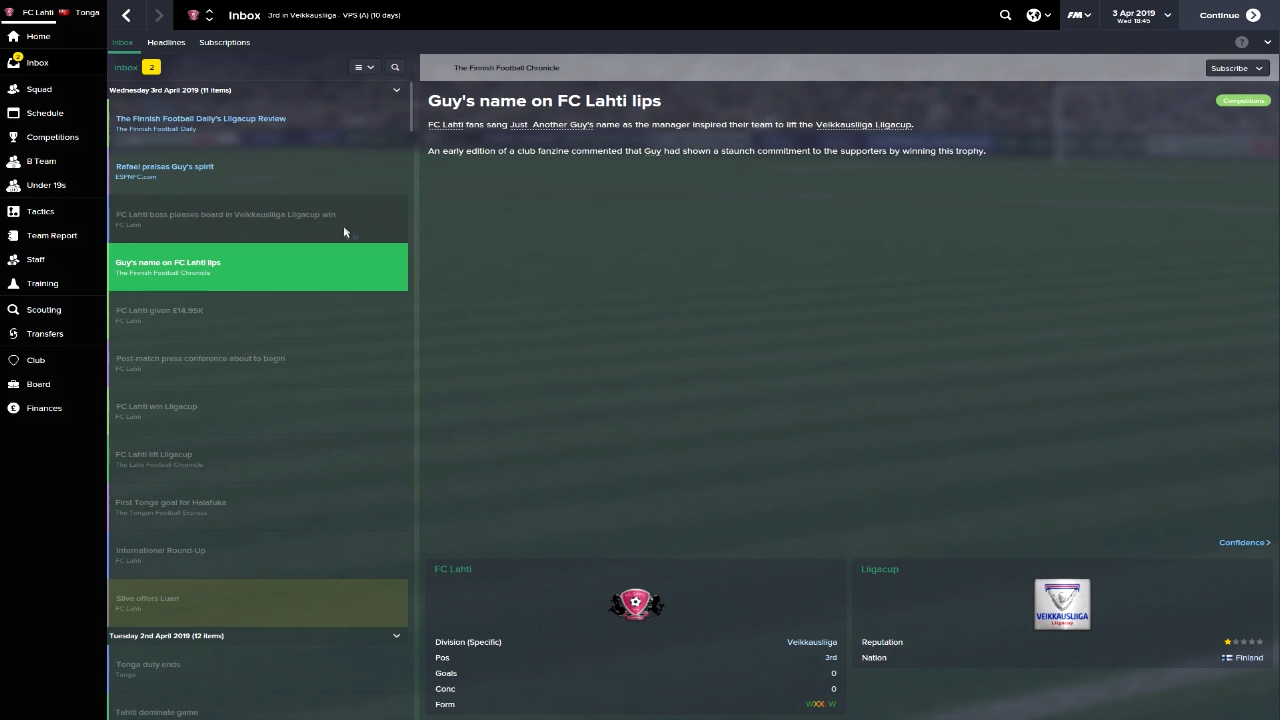 FC Lahti Tonga
Inbox 3rd in Veikkausliiga - VPS (A) (10 days)
FM
3 Apr 2019
Wed 18:45
Continue
Home
2
Inbox
Squad
Schedule
Competitions
B Team
Under 19s
Tactics
Team Report
Staff
Training
Scouting
Transfers
Club
Board
Finances
Inbox Headlines Subscriptions
?
Inbox 2
Wednesday 3rd April 2019 (11 items)
The Finnish Football Daily's Liigacup Review
The Finnish Football Daily
Rafael praises Guy's spirit
ESPNFC.com
FC Lahti boss pleases board in Veikkausliiga Liigacup win
FC Lahti
Guy's name on FC Lahti lips
The Finnish Football Chronicle
FC Lahti given £14.95K
FC Lahti
Post-match press conference about to begin
FC Lahti
FC Lahti win Liigacup
FC Lahti
FC Lahti lift Liigacup
The Lahti Football Chronicle
First Tonga goal for Halafuka
The Tongan Football Express
International Round-Up
FC Lahti
Silva offers Luan
FC Lahti
Tuesday 2nd April 2019 (12 items)
Tonga duty ends
Tonga
Tahiti dominate game
The Finnish Football Chronicle
Subscribe
Guy's name on FC Lahti lips
Competitions
FC Lahti fans sang Just Another Guy's name as the manager inspired their team to lift the Veikkausliiga Liigacup.
An early edition of a club fanzine commented that Guy had shown a staunch commitment to the supporters by winning this trophy.
Confidence >
FC Lahti
Division (Specific) Veikkausliiga
Pos 3rd
Goals 0
Conc 0
Form WXXLW
Liigacup
VEIKKAUSLIIGA
Liigacup
Reputation
Nation Finland